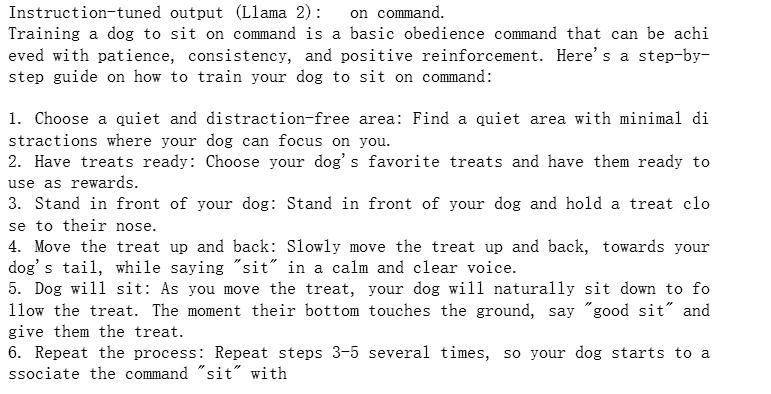 Instruction-tuned output (Llama 2):   on command.
Training a dog to sit on command is a basic obedience command that can be achi
eved with patience, consistency, and positive reinforcement. Here's a step-by-
step guide on how to train your dog to sit on command:

1. Choose a quiet and distraction-free area: Find a quiet area with minimal di
stractions where your dog can focus on you.
2. Have treats ready: Choose your dog's favorite treats and have them ready to
use as rewards.
3. Stand in front of your dog: Stand in front of your dog and hold a treat clo
se to their nose.
4. Move the treat up and back: Slowly move the treat up and back, towards your
dog's tail, while saying "sit" in a calm and clear voice.
5. Dog will sit: As you move the treat, your dog will naturally sit down to fo
llow the treat. The moment their bottom touches the ground, say "good sit" and
give them the treat.
6. Repeat the process: Repeat steps 3-5 several times, so your dog starts to a
ssociate the command "sit" with